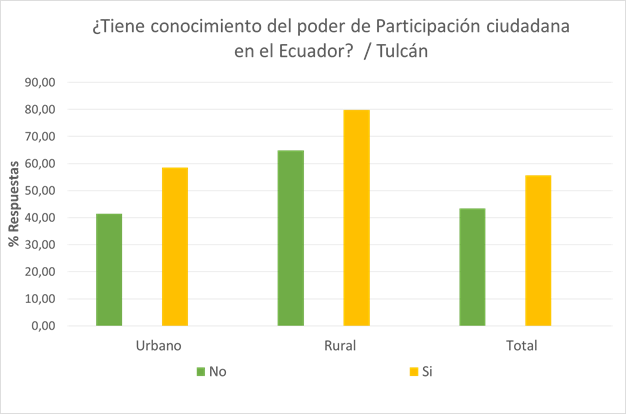 ¿Tiene conocimiento del poder de Participación ciudadana
en el Ecuador?  / Tulcán
90,00
80,00
70,00
60,00
50,00
40,00
30,00
20,00
10,00
0,00
% Respuestas
Urbano
Rural
Total
No
Si